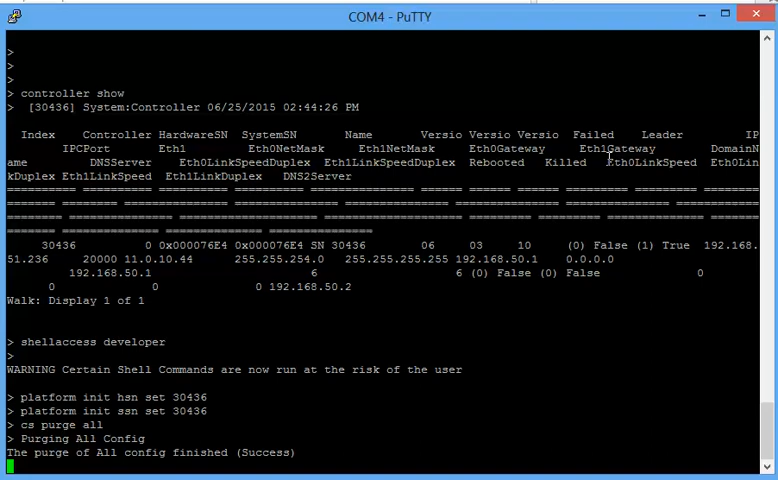 COM4 - PuTTY
>
>
>
> controller show
>  [30436] System:Controller 06/25/2015 02:44:26 PM
Index Controller HardwareSN SystemSN Name Versio Versio Versio Failed Leader IP
IPCPort Eth1 Eth0NetMask Eth1NetMask Eth0Gateway Eth1Gateway DomainN
ame DNSServer Eth0LinkSpeedDuplex Eth1LinkSpeedDuplex Rebooted Killed Eth0LinkSpeed Eth0Lin
kDuplex Eth1LinkSpeed Eth1LinkDuplex DNS2Server
========== =========== ========== ========== ============ ====== ====== ====== ========= ========= ========
======== =============== =============== =============== =============== =============== =======
======== =============== =================== =================== ========= ========= ============= =======
======= ============= ============== ===============
30436 0 0x000076E4 0x000076E4 SN 30436 06 03 10 (0) False (1) True 192.168.
51.236 20000 11.0.10.44 255.255.254.0 255.255.255.255 192.168.50.1 0.0.0.0
192.168.50.1 6 6 (0) False (0) False 0
0 0 0 192.168.50.2
Walk: Display 1 of 1
> shellaccess developer
>
WARNING Certain Shell Commands are now run at the risk of the user
> platform init hsn set 30436
> platform init ssn set 30436
> cs purge all
> Purging All Config
The purge of All config finished (Success)